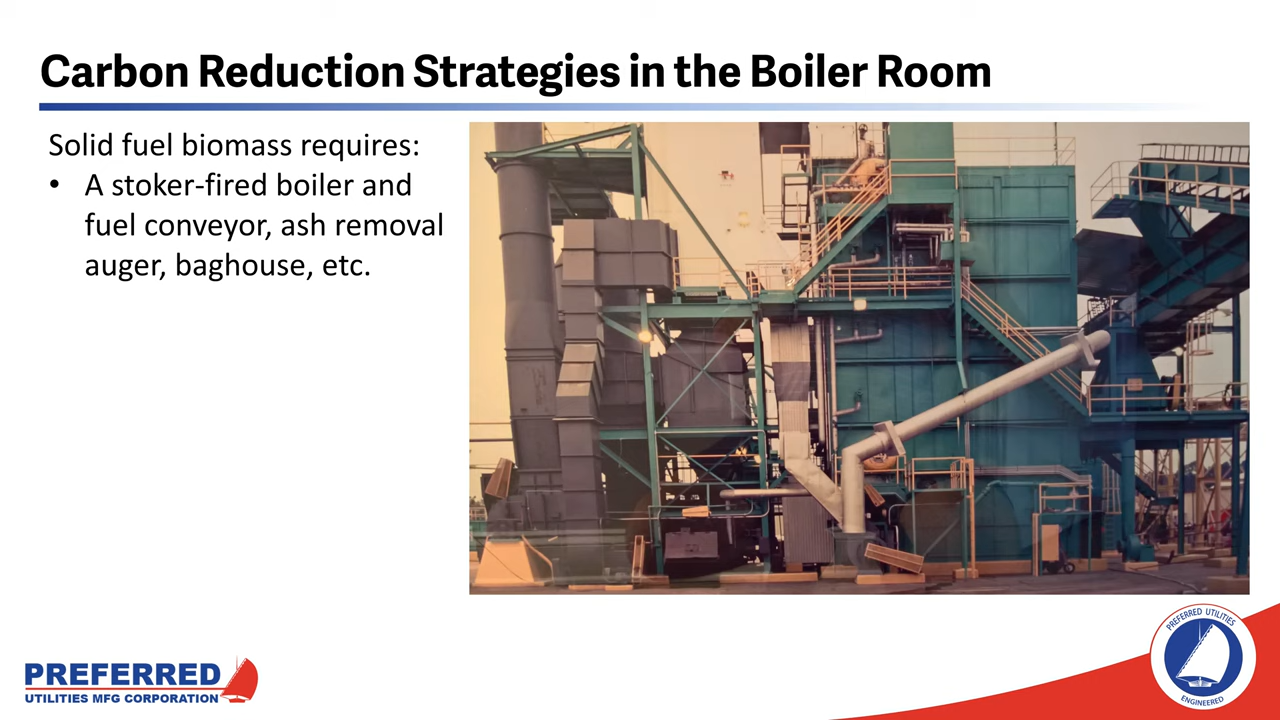 Carbon Reduction Strategies in the Boiler Room
Solid fuel biomass requires:
• A stoker-fired boiler and
fuel conveyor, ash removal
auger, baghouse, etc.
PREFERRED
UTILITIES MFG CORPORATION
PREFERRED UTILITIES
ENGINEERED